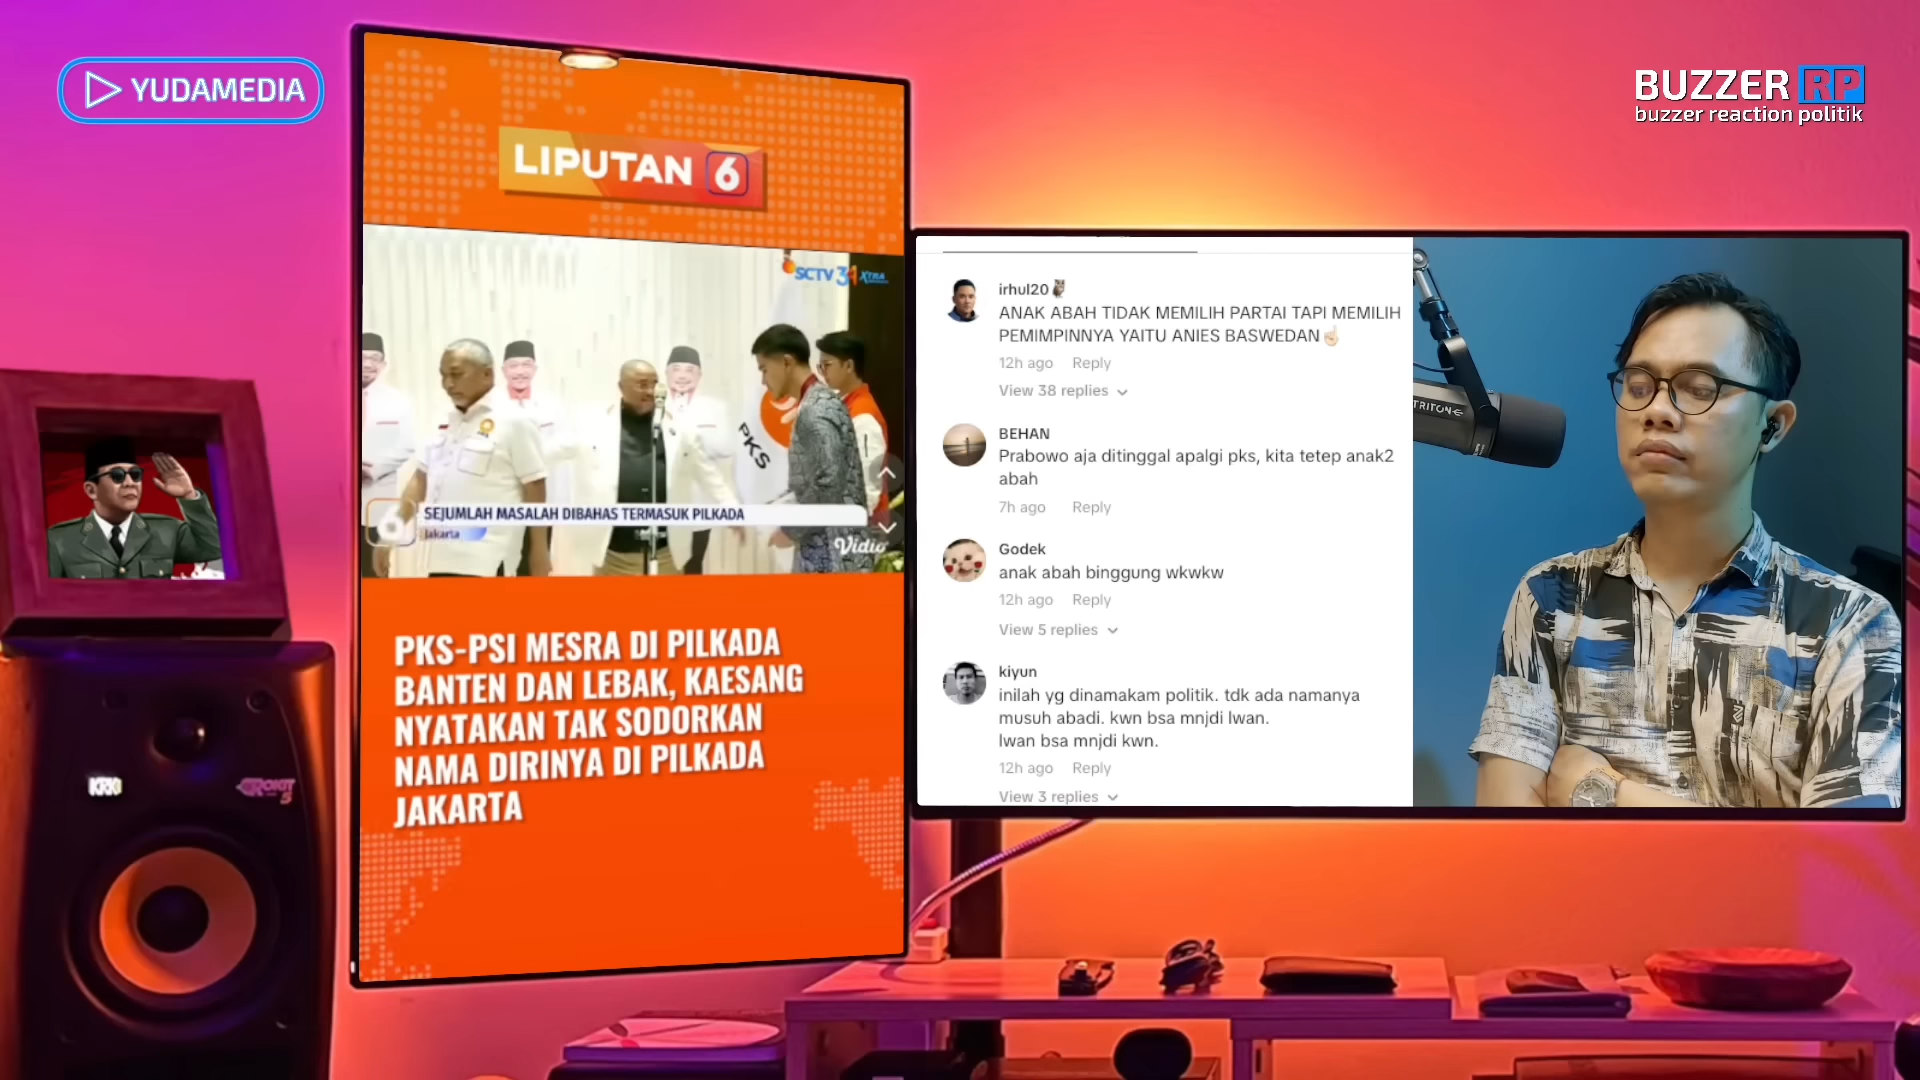 YUDAMEDIA
BUZZER RP
buzzer reaction politik
LIPUTAN 6
SCTV 34 XTRA
PKS
SEJUMLAH MASALAH DIBAHAS TERMASUK PILKADA
Jakarta
Vidio
PKS-PSI MESRA DI PILKADA
BANTEN DAN LEBAK, KAESANG
NYATAKAN TAK SODORKAN
NAMA DIRINYA DI PILKADA
JAKARTA
irhul20
ANAK ABAH TIDAK MEMILIH PARTAI TAPI MEMILIH
PEMIMPINNYA YAITU ANIES BASWEDAN☝🏻
12h ago Reply
View 38 replies
BEHAN
Prabowo aja ditinggal apalgi pks, kita tetep anak2
abah
7h ago Reply
Godek
anak abah binggung wkwkw
12h ago Reply
View 5 replies
kiyun
inilah yg dinamakam politik. tdk ada namanya
musuh abadi. kwn bsa mnjdi lwan.
lwan bsa mnjdi kwn.
12h ago Reply
View 3 replies
TRITON
KRK
ROKIT 5